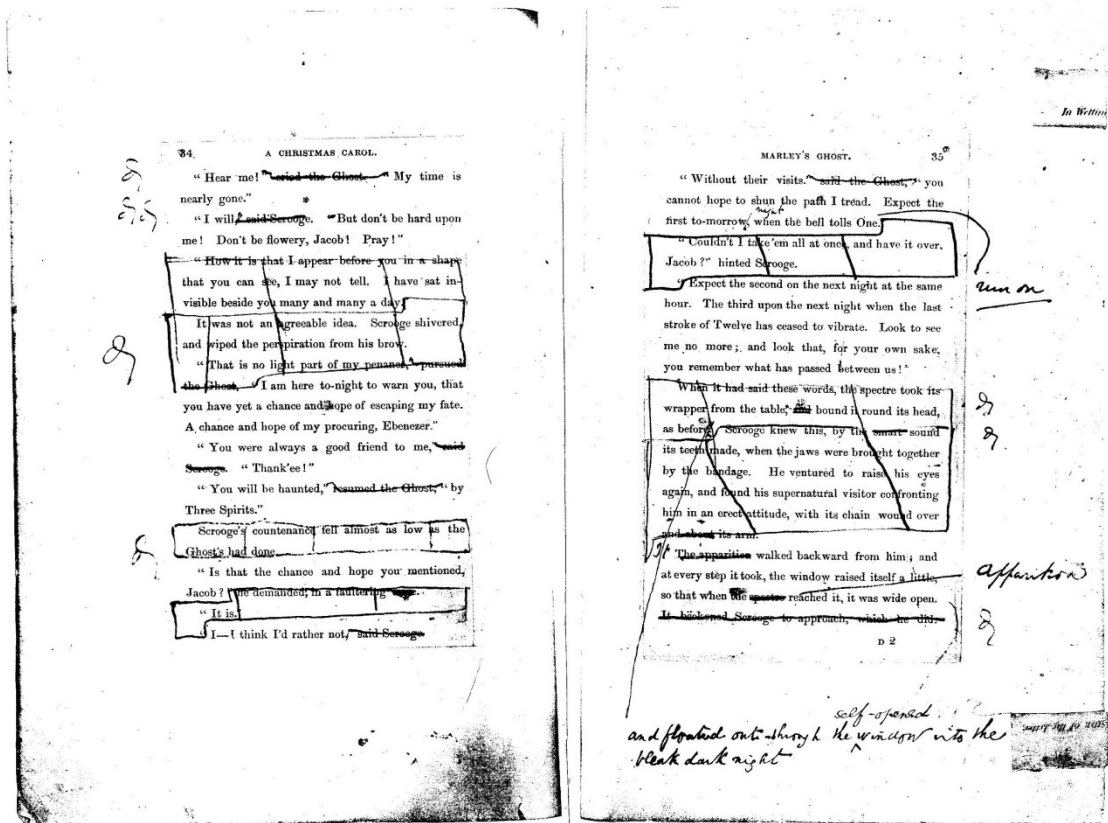 34 A CHRISTMAS CAROL.
“Hear me!” cried the Ghost. “My time is
nearly gone.”
“I will,” said Scrooge. “But don't be hard upon
me! Don't be flowery, Jacob! Pray!”
“How it is that I appear before you in a shape
that you can see, I may not tell. I have sat in-
visible beside you many and many a day.”
It was not an agreeable idea. Scrooge shivered,
and wiped the perspiration from his brow.
“That is no light part of my penance,” pursued
the Ghost. “I am here to-night to warn you, that
you have yet a chance and hope of escaping my fate.
A chance and hope of my procuring, Ebenezer.”
“You were always a good friend to me,” said
Scrooge. “Thank'ee!”
“You will be haunted,” resumed the Ghost, “by
Three Spirits.”
Scrooge's countenance fell almost as low as the
Ghost's had done.
“Is that the chance and hope you mentioned,
Jacob?” he demanded, in a faultering
“It is.”
“I—I think I'd rather not,” said Scrooge
MARLEY'S GHOST. 35
“Without their visits,” said the Ghost, “you
cannot hope to shun the path I tread. Expect the
first to-morrow night, when the bell tolls One.”
“Couldn't I take 'em all at once, and have it over,
Jacob?” hinted Scrooge.
“Expect the second on the next night at the same
run on
hour. The third upon the next night when the last
stroke of Twelve has ceased to vibrate. Look to see
me no more; and look that, for your own sake,
you remember what has passed between us!”
When it had said these words, the spectre took its
wrapper from the table, and bound it round its head,
as before. Scrooge knew this, by the smart sound
its teeth made, when the jaws were brought together
by the bandage. He ventured to raise his eyes
again, and found his supernatural visitor confronting
him in an erect attitude, with its chain wound over
and about its arm.
The apparition walked backward from him; and
apparition
at every step it took, the window raised itself a little,
so that when the spectre reached it, it was wide open.
It beckoned Scrooge to approach, which he did.
D 2
self-opened
and floated out through the window into the
bleak dark night